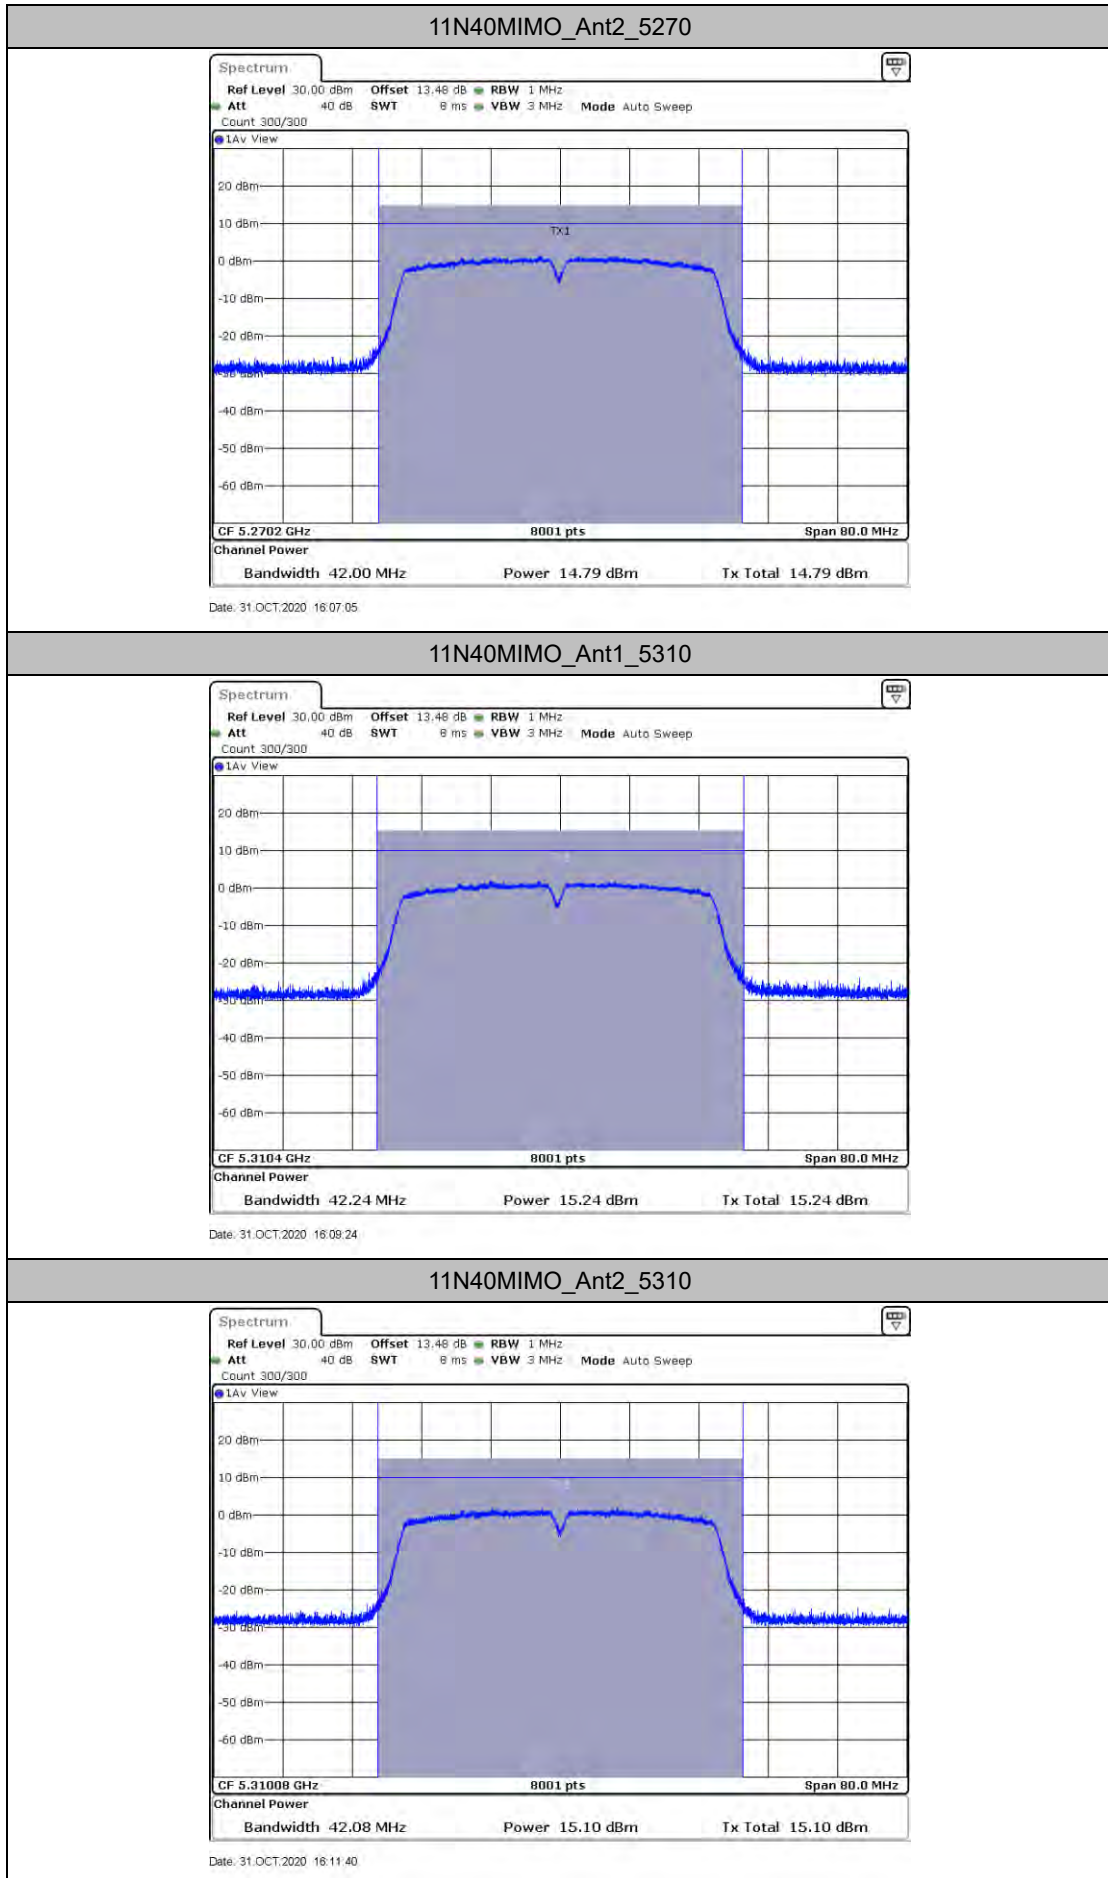 11N40MIMO_Ant2_5270
Spectrum
Ref Level 30.00 dBm Offset 13.48 dB RBW 1 MHz
Att 40 dB SWT 8 ms VBW 3 MHz Mode Auto Sweep
Count 300/300
1Av View
20 dBm
10 dBm
TX1
0 dBm
-10 dBm
-20 dBm
-30 dBm
-40 dBm
-50 dBm
-60 dBm
CF 5.2702 GHz 8001 pts Span 80.0 MHz
Channel Power
Bandwidth 42.00 MHz Power 14.79 dBm Tx Total 14.79 dBm
Date: 31.OCT.2020 16:07:05
11N40MIMO_Ant1_5310
Spectrum
Ref Level 30.00 dBm Offset 13.48 dB RBW 1 MHz
Att 40 dB SWT 8 ms VBW 3 MHz Mode Auto Sweep
Count 300/300
1Av View
20 dBm
10 dBm
0 dBm
-10 dBm
-20 dBm
-30 dBm
-40 dBm
-50 dBm
-60 dBm
CF 5.3104 GHz 8001 pts Span 80.0 MHz
Channel Power
Bandwidth 42.24 MHz Power 15.24 dBm Tx Total 15.24 dBm
Date: 31.OCT.2020 16:09:24
11N40MIMO_Ant2_5310
Spectrum
Ref Level 30.00 dBm Offset 13.48 dB RBW 1 MHz
Att 40 dB SWT 8 ms VBW 3 MHz Mode Auto Sweep
Count 300/300
1Av View
20 dBm
10 dBm
0 dBm
-10 dBm
-20 dBm
-30 dBm
-40 dBm
-50 dBm
-60 dBm
CF 5.31008 GHz 8001 pts Span 80.0 MHz
Channel Power
Bandwidth 42.08 MHz Power 15.10 dBm Tx Total 15.10 dBm
Date: 31.OCT.2020 16:11:40